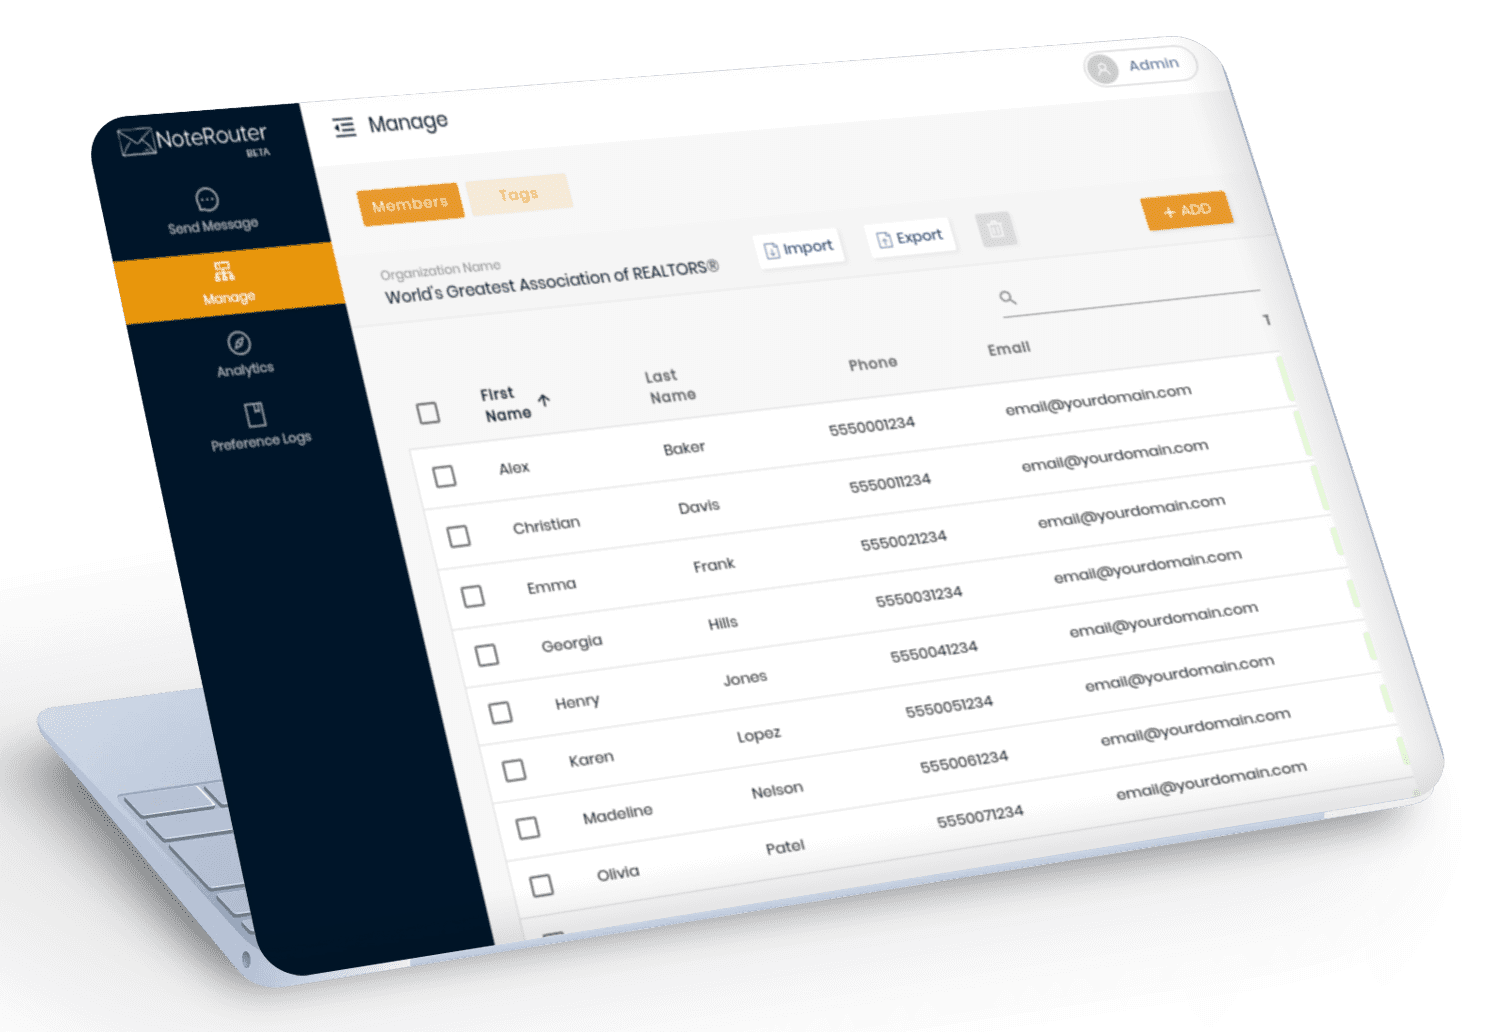 NoteRouter
BETA
Send Message
Manage
Analytics
Preference Logs
Manage
Admin
Members
Tags
Organization Name
World's Greatest Association of REALTORS®
Import
Export
+ ADD
First
Name
Last
Name
Phone
Email
Alex Baker 5550001234 email@yourdomain.com
Christian Davis 5550011234 email@yourdomain.com
Emma Frank 5550021234 email@yourdomain.com
Georgia Hills 5550031234 email@yourdomain.com
Henry Jones 5550041234 email@yourdomain.com
Karen Lopez 5550051234 email@yourdomain.com
Madeline Nelson 5550061234 email@yourdomain.com
Olivia Patel 5550071234 email@yourdomain.com